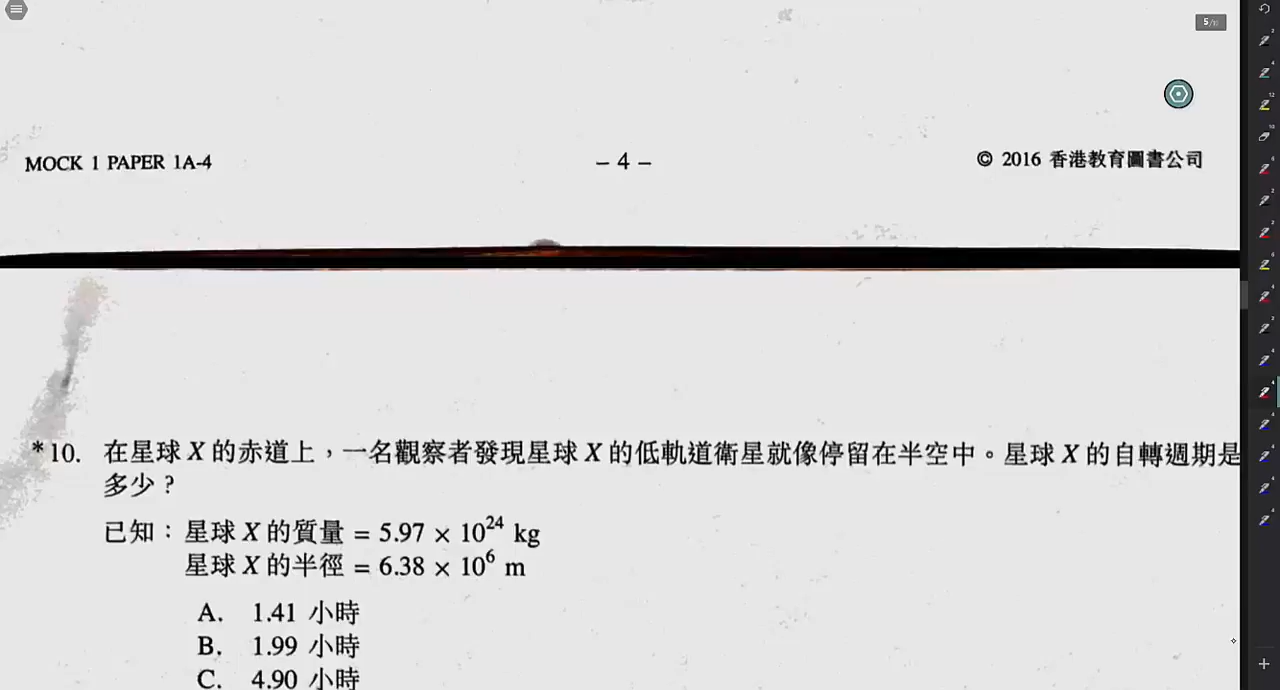 5/11
MOCK 1 PAPER 1A-4
– 4 –
© 2016 香港教育圖書公司
*10. 在星球 X 的赤道上，一名觀察者發現星球 X 的低軌道衛星就像停留在半空中。星球 X 的自轉週期是
多少？
已知：星球 X 的質量 = 5.97 × 10²⁴ kg
星球 X 的半徑 = 6.38 × 10⁶ m
A. 1.41 小時
B. 1.99 小時
C. 4.90 小時